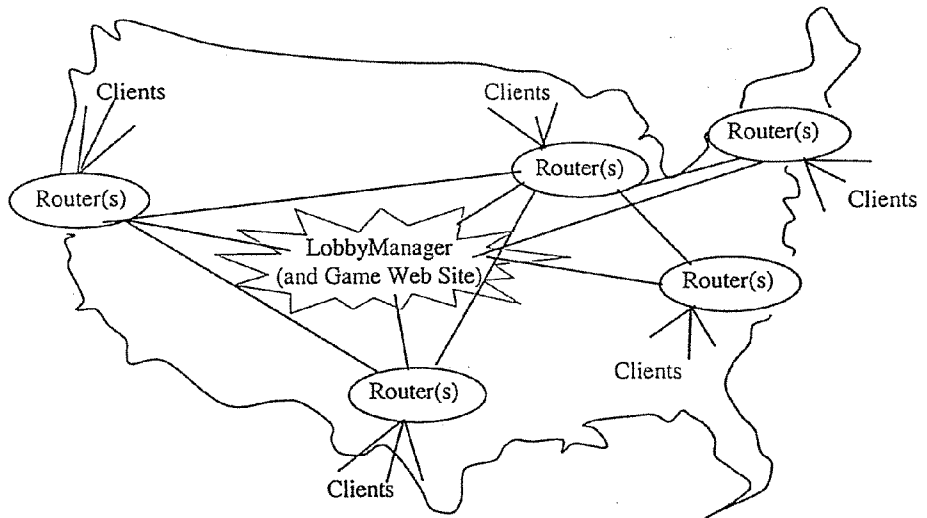 Clients
Clients
Router(s)
Router(s)
Router(s)
Clients
LobbyManager
(and Game Web Site)
Router(s)
Clients
Router(s)
Clients